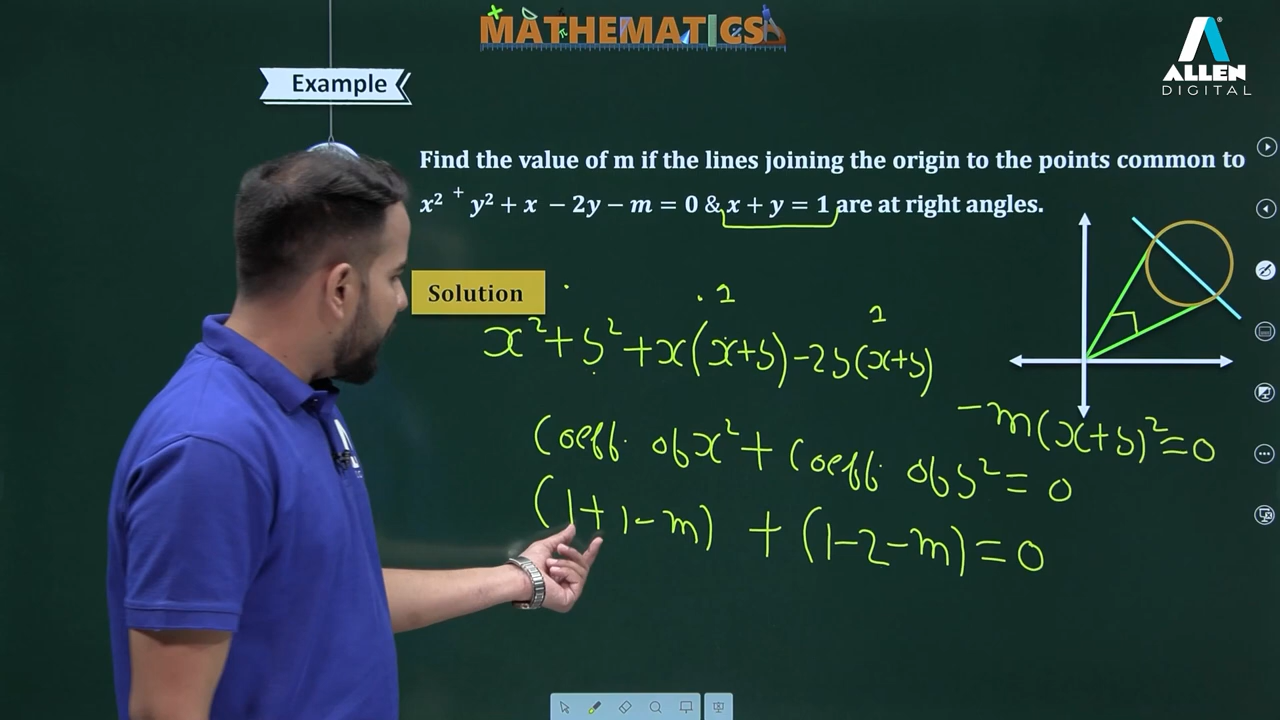 MATHEMATICS
ALLEN
DIGITAL
Example
Find the value of m if the lines joining the origin to the points common to
x² + y² + x − 2y − m = 0 & x + y = 1 are at right angles.
Solution
1
1
x² + y² + x(x+y) − 2y(x+y)
− m(x+y)² = 0
Coeff. of x² + Coeff. of y² = 0
(1+1−m) + (1−2−m) = 0